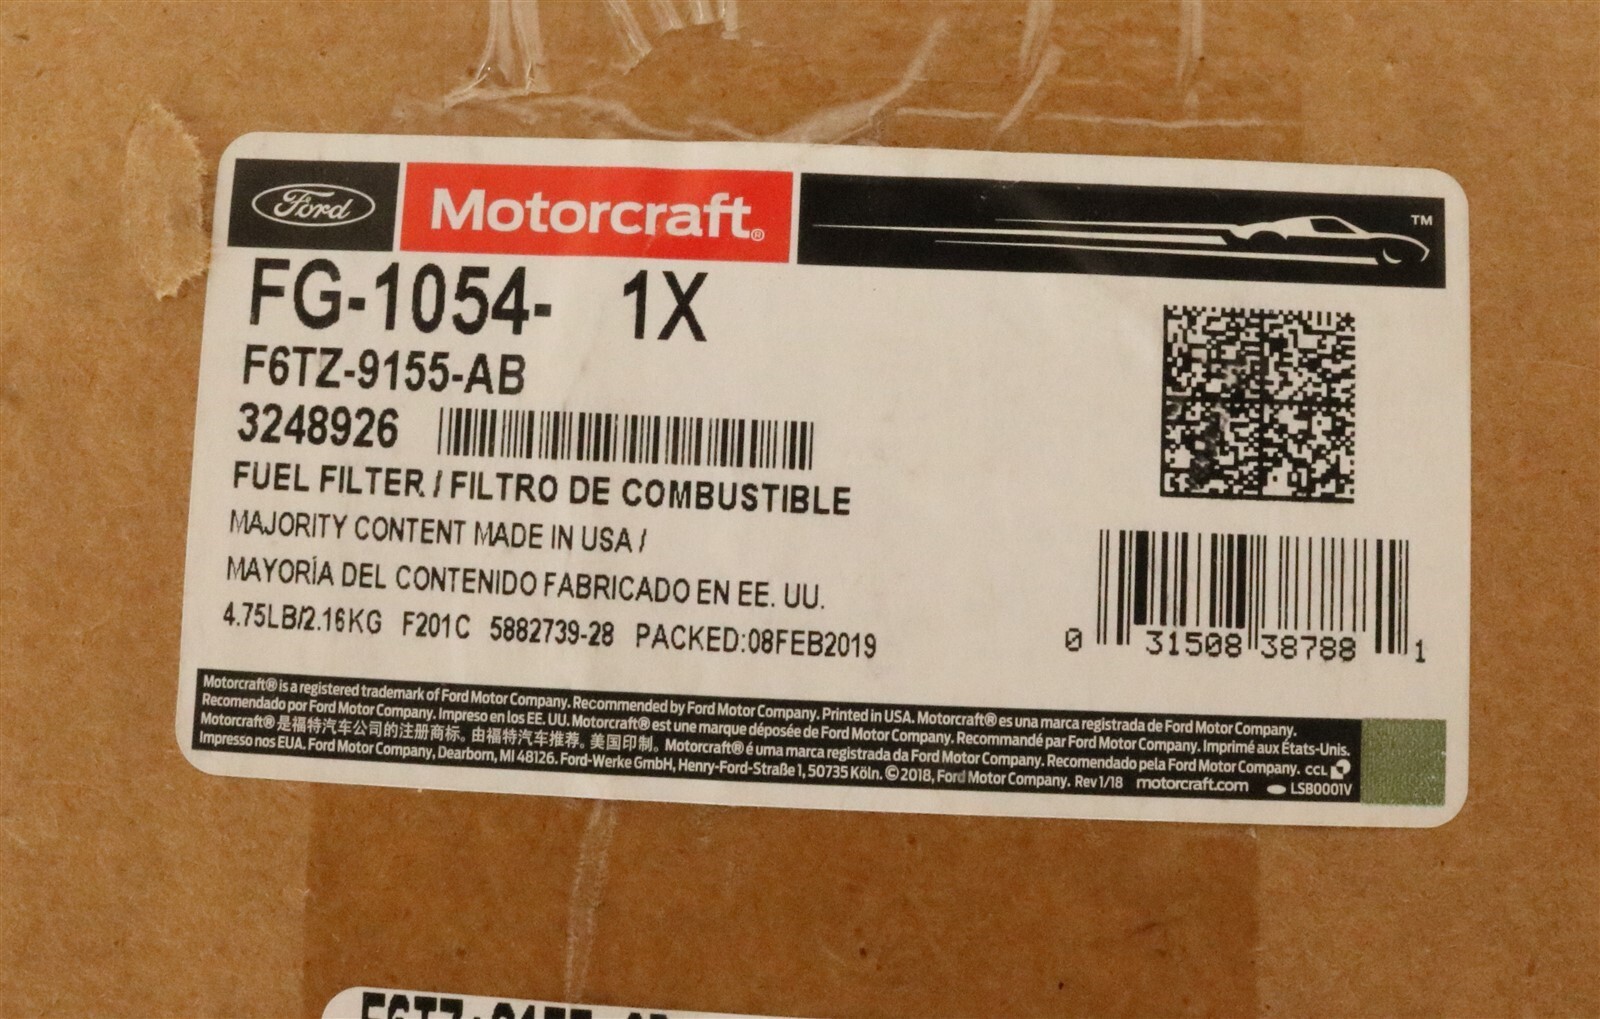 Ford Motorcraft® TM
FG-1054- 1X
F6TZ-9155-AB
3248926
FUEL FILTER / FILTRO DE COMBUSTIBLE
MAJORITY CONTENT MADE IN USA /
MAYORÍA DEL CONTENIDO FABRICADO EN EE. UU.
4.75LB/2.16KG F201C 5882739-28 PACKED:08FEB2019
0 31508 38788 1
Motorcraft® is a registered trademark of Ford Motor Company. Recommended by Ford Motor Company. Printed in USA. Motorcraft® es una marca registrada de Ford Motor Company.
Recomendado por Ford Motor Company. Impreso en los EE. UU. Motorcraft® est une marque déposée de Ford Motor Company. Recommandé par Ford Motor Company. Imprimé aux États-Unis.
Motorcraft® 是福特汽车公司的注册商标。由福特汽车推荐。美国印制。Motorcraft® é uma marca registrada da Ford Motor Company. Recomendado pela Ford Motor Company. CCL
Impresso nos EUA. Ford Motor Company, Dearborn, MI 48126. Ford-Werke GmbH, Henry-Ford-Straße 1, 50735 Köln. © 2018, Ford Motor Company. Rev 1/18 motorcraft.com LSB0001V